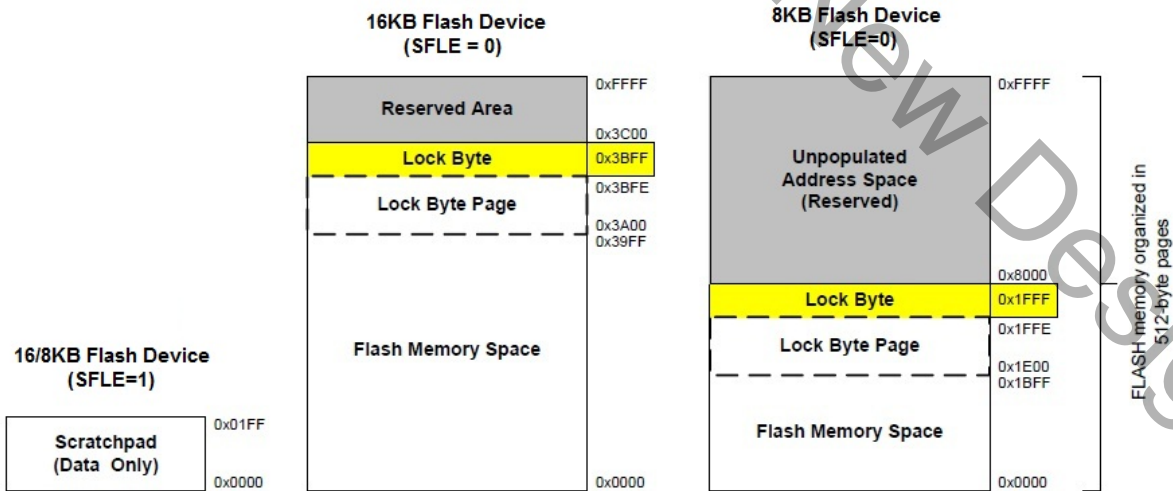 16KB Flash Device
(SFLE = 0)
0xFFFF
Reserved Area
0x3C00
Lock Byte
0x3BFF
0x3BFE
Lock Byte Page
0x3A00
0x39FF
Flash Memory Space
0x0000
8KB Flash Device
(SFLE=0)
0xFFFF
Unpopulated
Address Space
(Reserved)
0x8000
Lock Byte
0x1FFF
0x1FFE
Lock Byte Page
0x1E00
0x1BFF
Flash Memory Space
0x0000
FLASH memory organized in
512-byte pages
16/8KB Flash Device
(SFLE=1)
0x01FF
Scratchpad
(Data Only)
0x0000
New Desig